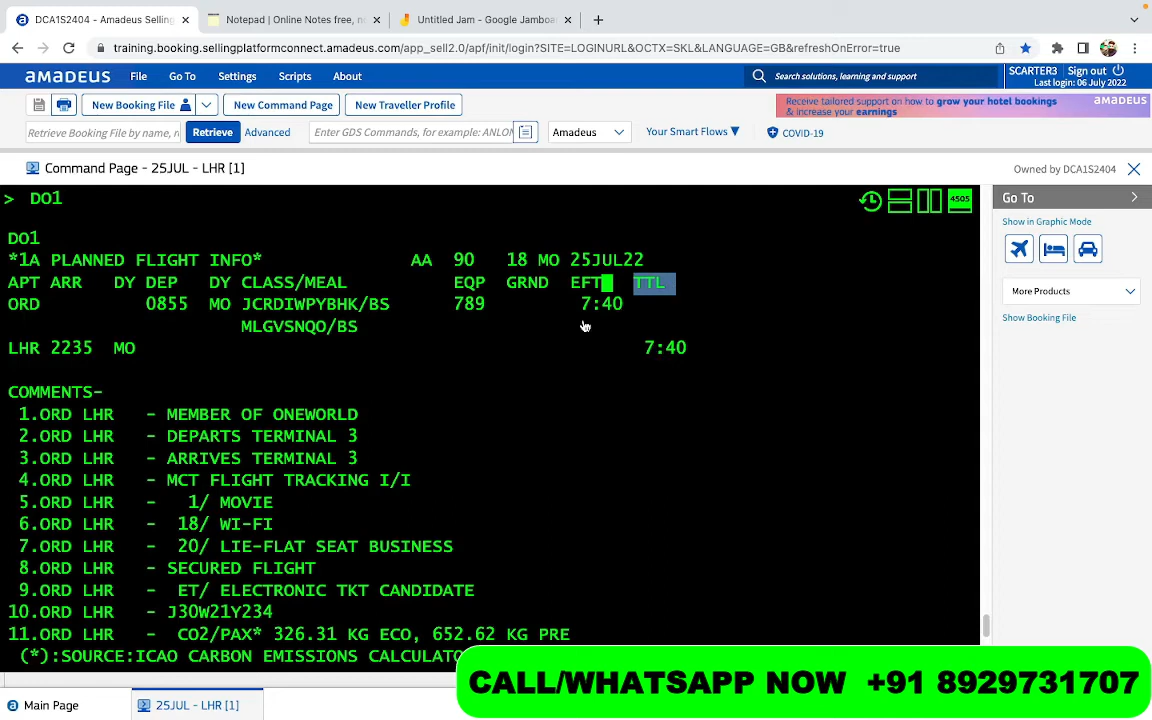 DCA1S2404 - Amadeus Selling
Notepad | Online Notes free, n
Untitled Jam - Google Jamboa
training.booking.sellingplatformconnect.amadeus.com/app_sell2.0/apf/init/login?SITE=LOGINURL&OCTX=SKL&LANGUAGE=GB&refreshOnError=true
amadeus File Go To Settings Scripts About
Search solutions, learning and support
SCARTER3 Sign out
Last login: 06 July 2022
New Booking File
New Command Page
New Traveller Profile
Receive tailored support on how to grow your hotel bookings
& increase your earnings
amadeus
Retrieve Booking File by name, r
Retrieve
Advanced
Enter GDS Commands, for example: ANLON
Amadeus
Your Smart Flows
COVID-19
Command Page - 25JUL - LHR [1]
Owned by DCA1S2404
> DO1
4505
Go To
Show in Graphic Mode
More Products
Show Booking File
DO1
*1A PLANNED FLIGHT INFO* AA 90 18 MO 25JUL22
APT ARR DY DEP DY CLASS/MEAL EQP GRND EFT TTL
ORD 0855 MO JCRDIWPYBHK/BS 789 7:40
MLGVSNQO/BS
LHR 2235 MO 7:40
COMMENTS-
1.ORD LHR - MEMBER OF ONEWORLD
2.ORD LHR - DEPARTS TERMINAL 3
3.ORD LHR - ARRIVES TERMINAL 3
4.ORD LHR - MCT FLIGHT TRACKING I/I
5.ORD LHR - 1/ MOVIE
6.ORD LHR - 18/ WI-FI
7.ORD LHR - 20/ LIE-FLAT SEAT BUSINESS
8.ORD LHR - SECURED FLIGHT
9.ORD LHR - ET/ ELECTRONIC TKT CANDIDATE
10.ORD LHR - J30W21Y234
11.ORD LHR - CO2/PAX* 326.31 KG ECO, 652.62 KG PRE
(*):SOURCE:ICAO CARBON EMISSIONS CALCULATO
CALL/WHATSAPP NOW +91 8929731707
Main Page
25JUL - LHR [1]